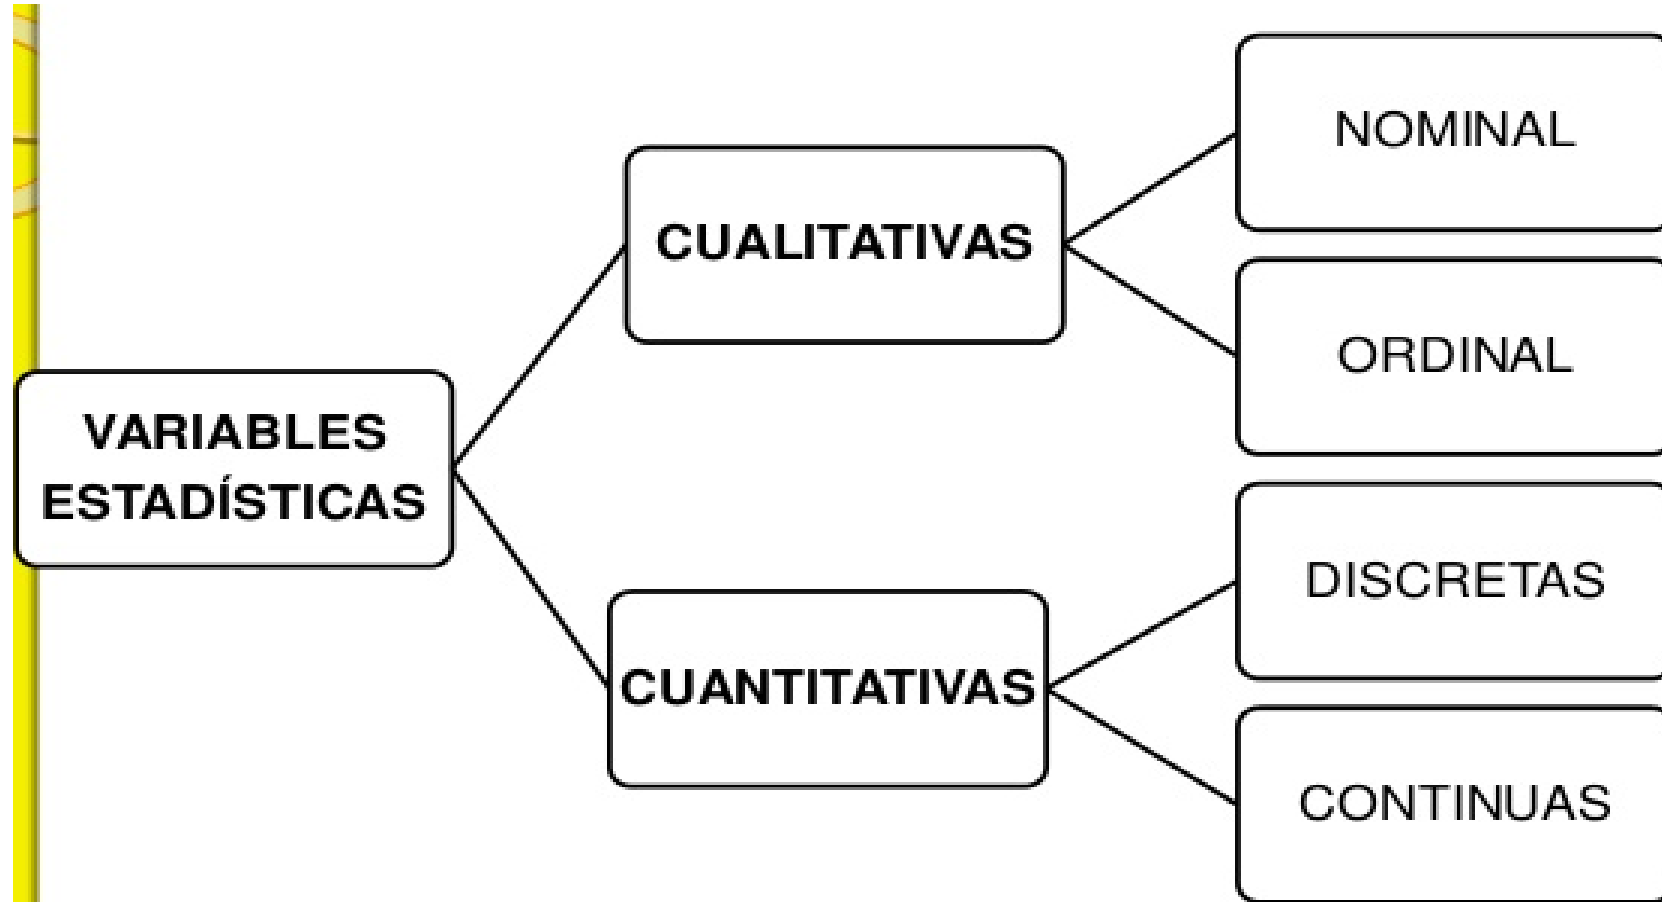 VARIABLES
ESTADÍSTICAS
CUALITATIVAS
NOMINAL
ORDINAL
CUANTITATIVAS
DISCRETAS
CONTINUAS